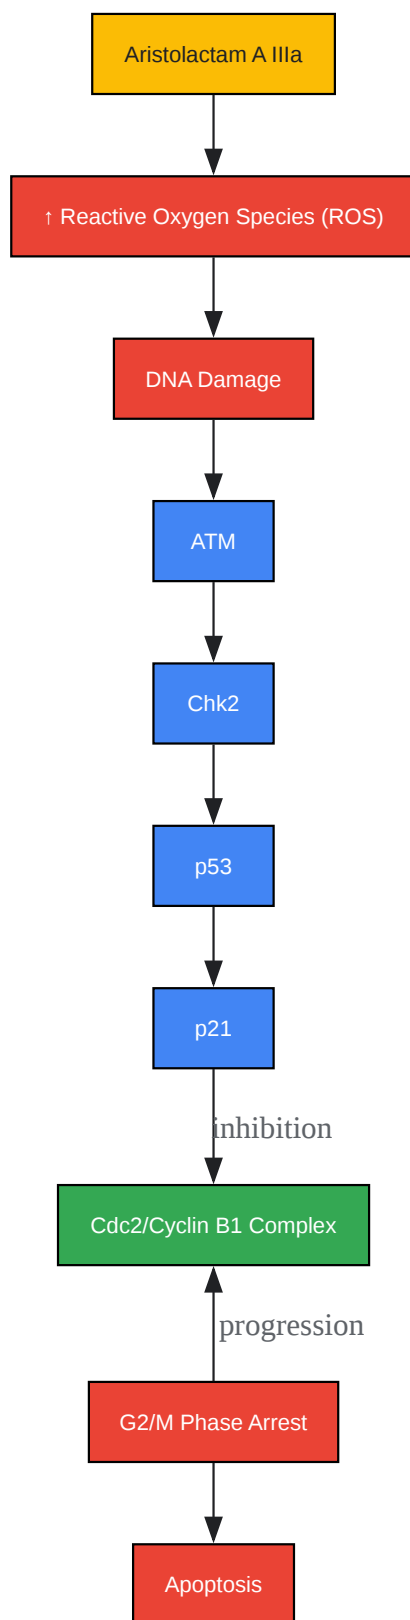 Aristolactam A IIIa
↑ Reactive Oxygen Species (ROS)
DNA Damage
ATM
Chk2
p53
p21
inhibition
Cdc2/Cyclin B1 Complex
progression
G2/M Phase Arrest
Apoptosis